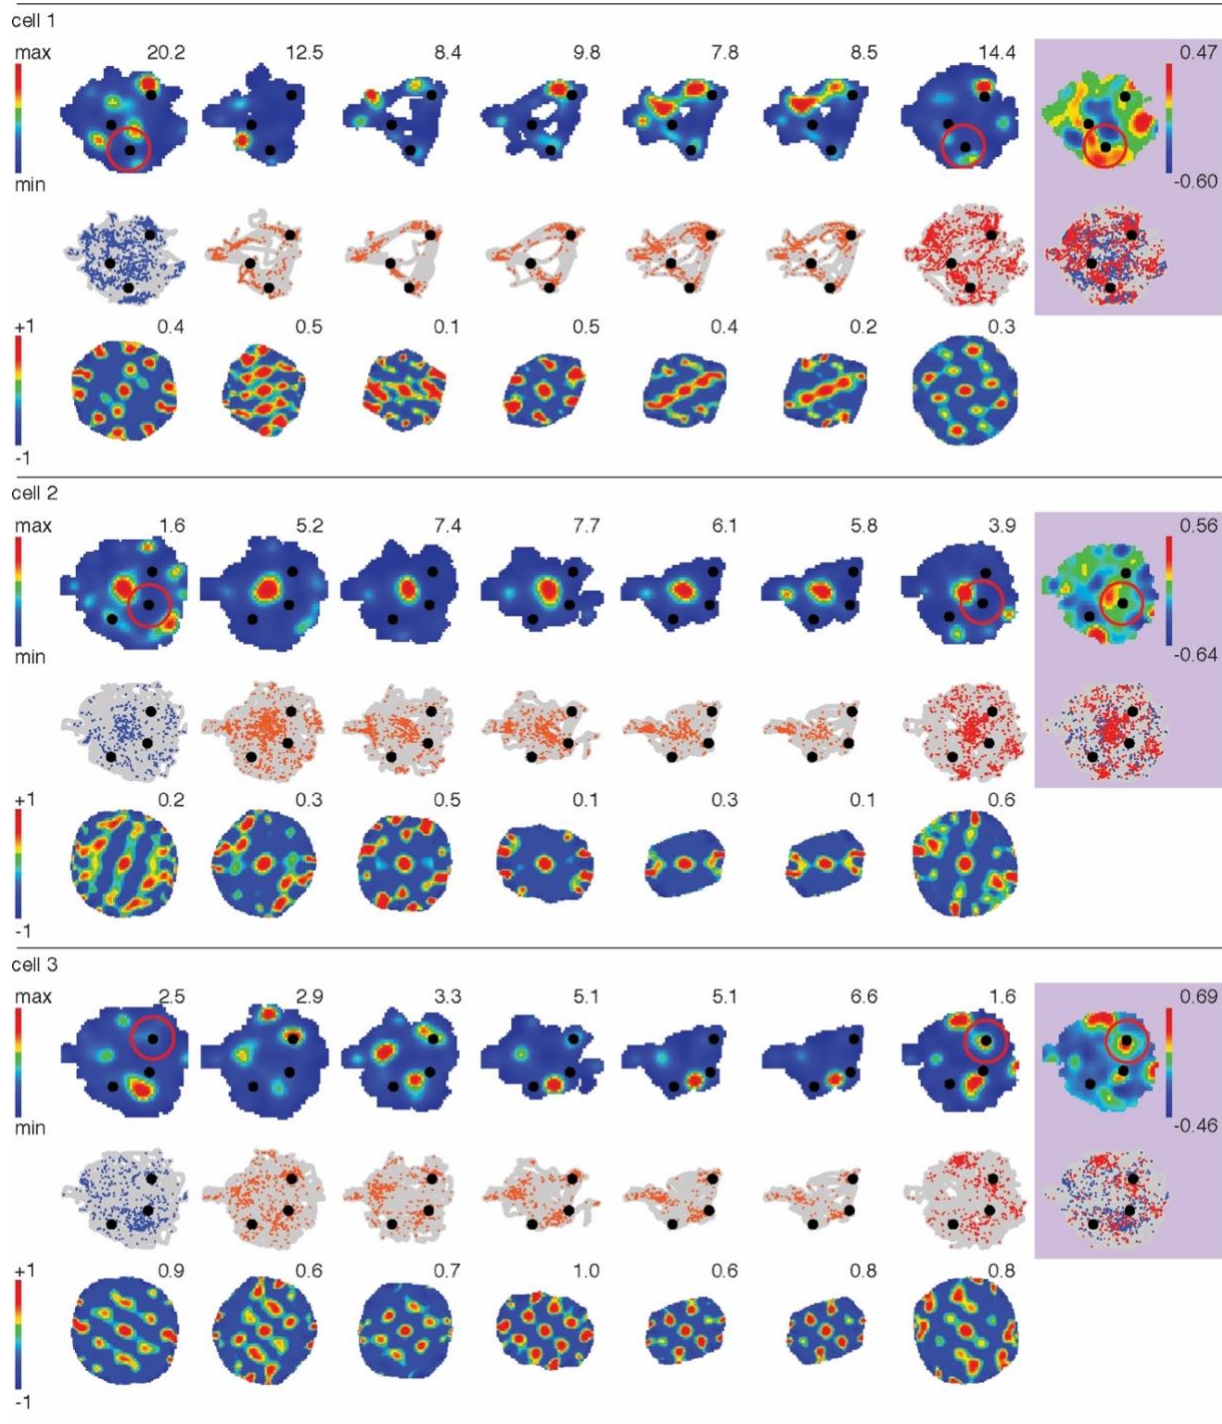 cell 1
max 20.2 12.5 8.4 9.8 7.8 8.5 14.4 0.47
min -0.60
+1 0.4 0.5 0.1 0.5 0.4 0.2 0.3
-1
cell 2
max 1.6 5.2 7.4 7.7 6.1 5.8 3.9 0.56
min -0.64
+1 0.2 0.3 0.5 0.1 0.3 0.1 0.6
-1
cell 3
max 2.5 2.9 3.3 5.1 5.1 6.6 1.6 0.69
min -0.46
+1 0.9 0.6 0.7 1.0 0.6 0.8 0.8
-1